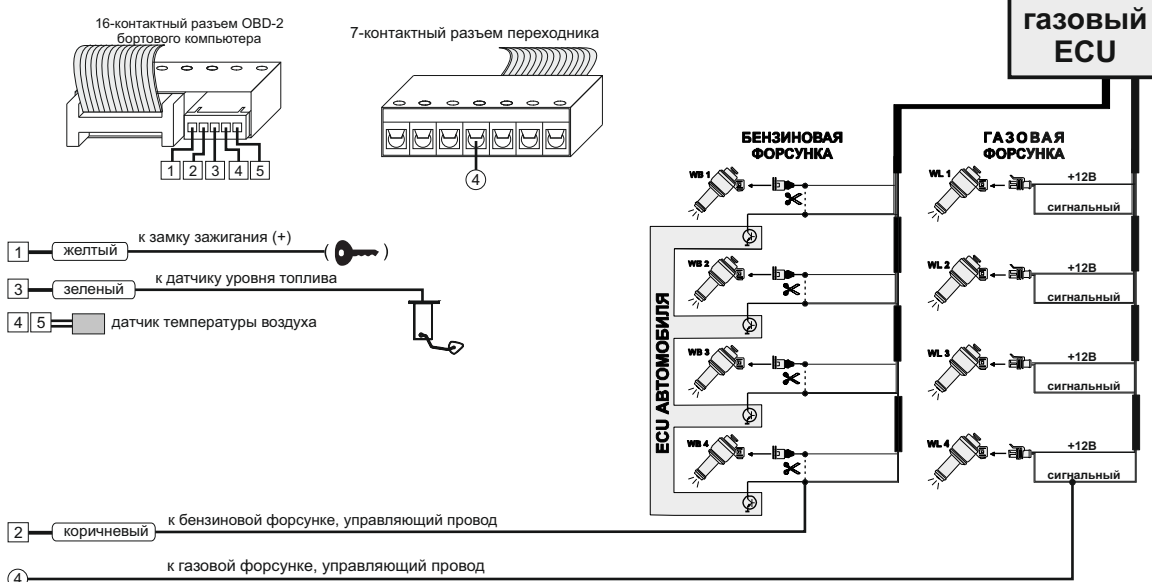 16-контактный разъем OBD-2
бортового компьютера
7-контактный разъем переходника
газовый
ECU
1
2
3
4
5
4
БЕНЗИНОВАЯ
ФОРСУНКА
ГАЗОВАЯ
ФОРСУНКА
1
желтый
к замку зажигания (+)
( )
3
зеленый
к датчику уровня топлива
4
5
датчик температуры воздуха
ECU АВТОМОБИЛЯ
WB 1
WB 2
WB 3
WB 4
WL 1
+12В
сигнальный
WL 2
+12В
сигнальный
WL 3
+12В
сигнальный
WL 4
+12В
сигнальный
2
коричневый
к бензиновой форсунке, управляющий провод
4
к газовой форсунке, управляющий провод